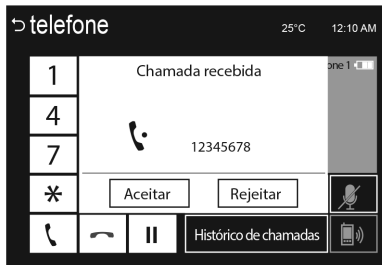 telefone 25°C 12:10 AM
1 Chamada recebida one 1
4
7 12345678
* Aceitar Rejeitar
Histórico de chamadas